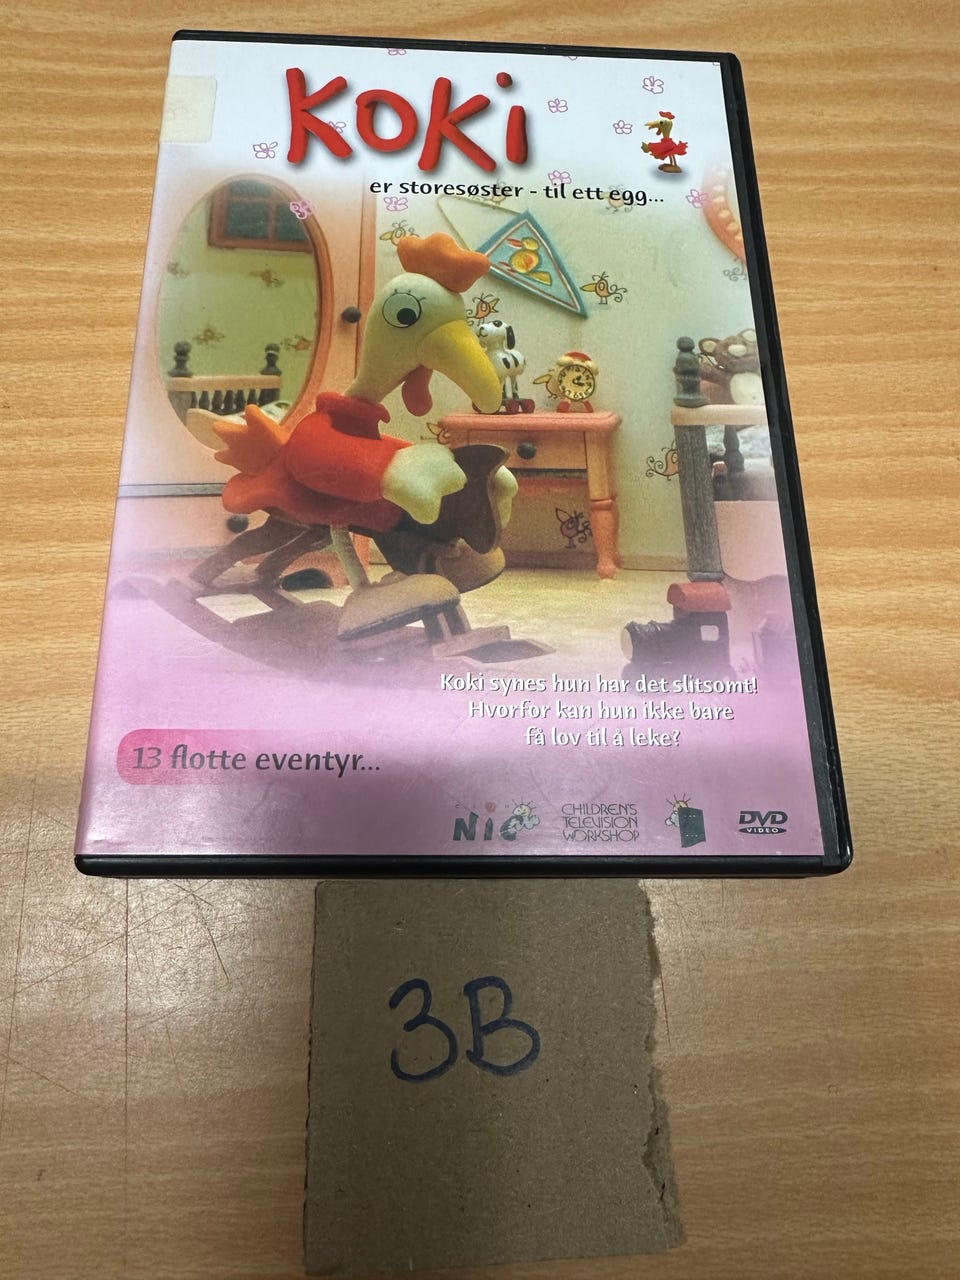 Koki
er storesøster - til ett egg...
Koki synes hun har det slitsomt!
Hvorfor kan hun ikke bare
få lov til å leke?
13 flotte eventyr...
NIC
CHILDREN'S
TELEVISION
WORKSHOP
DVD
VIDEO
3B